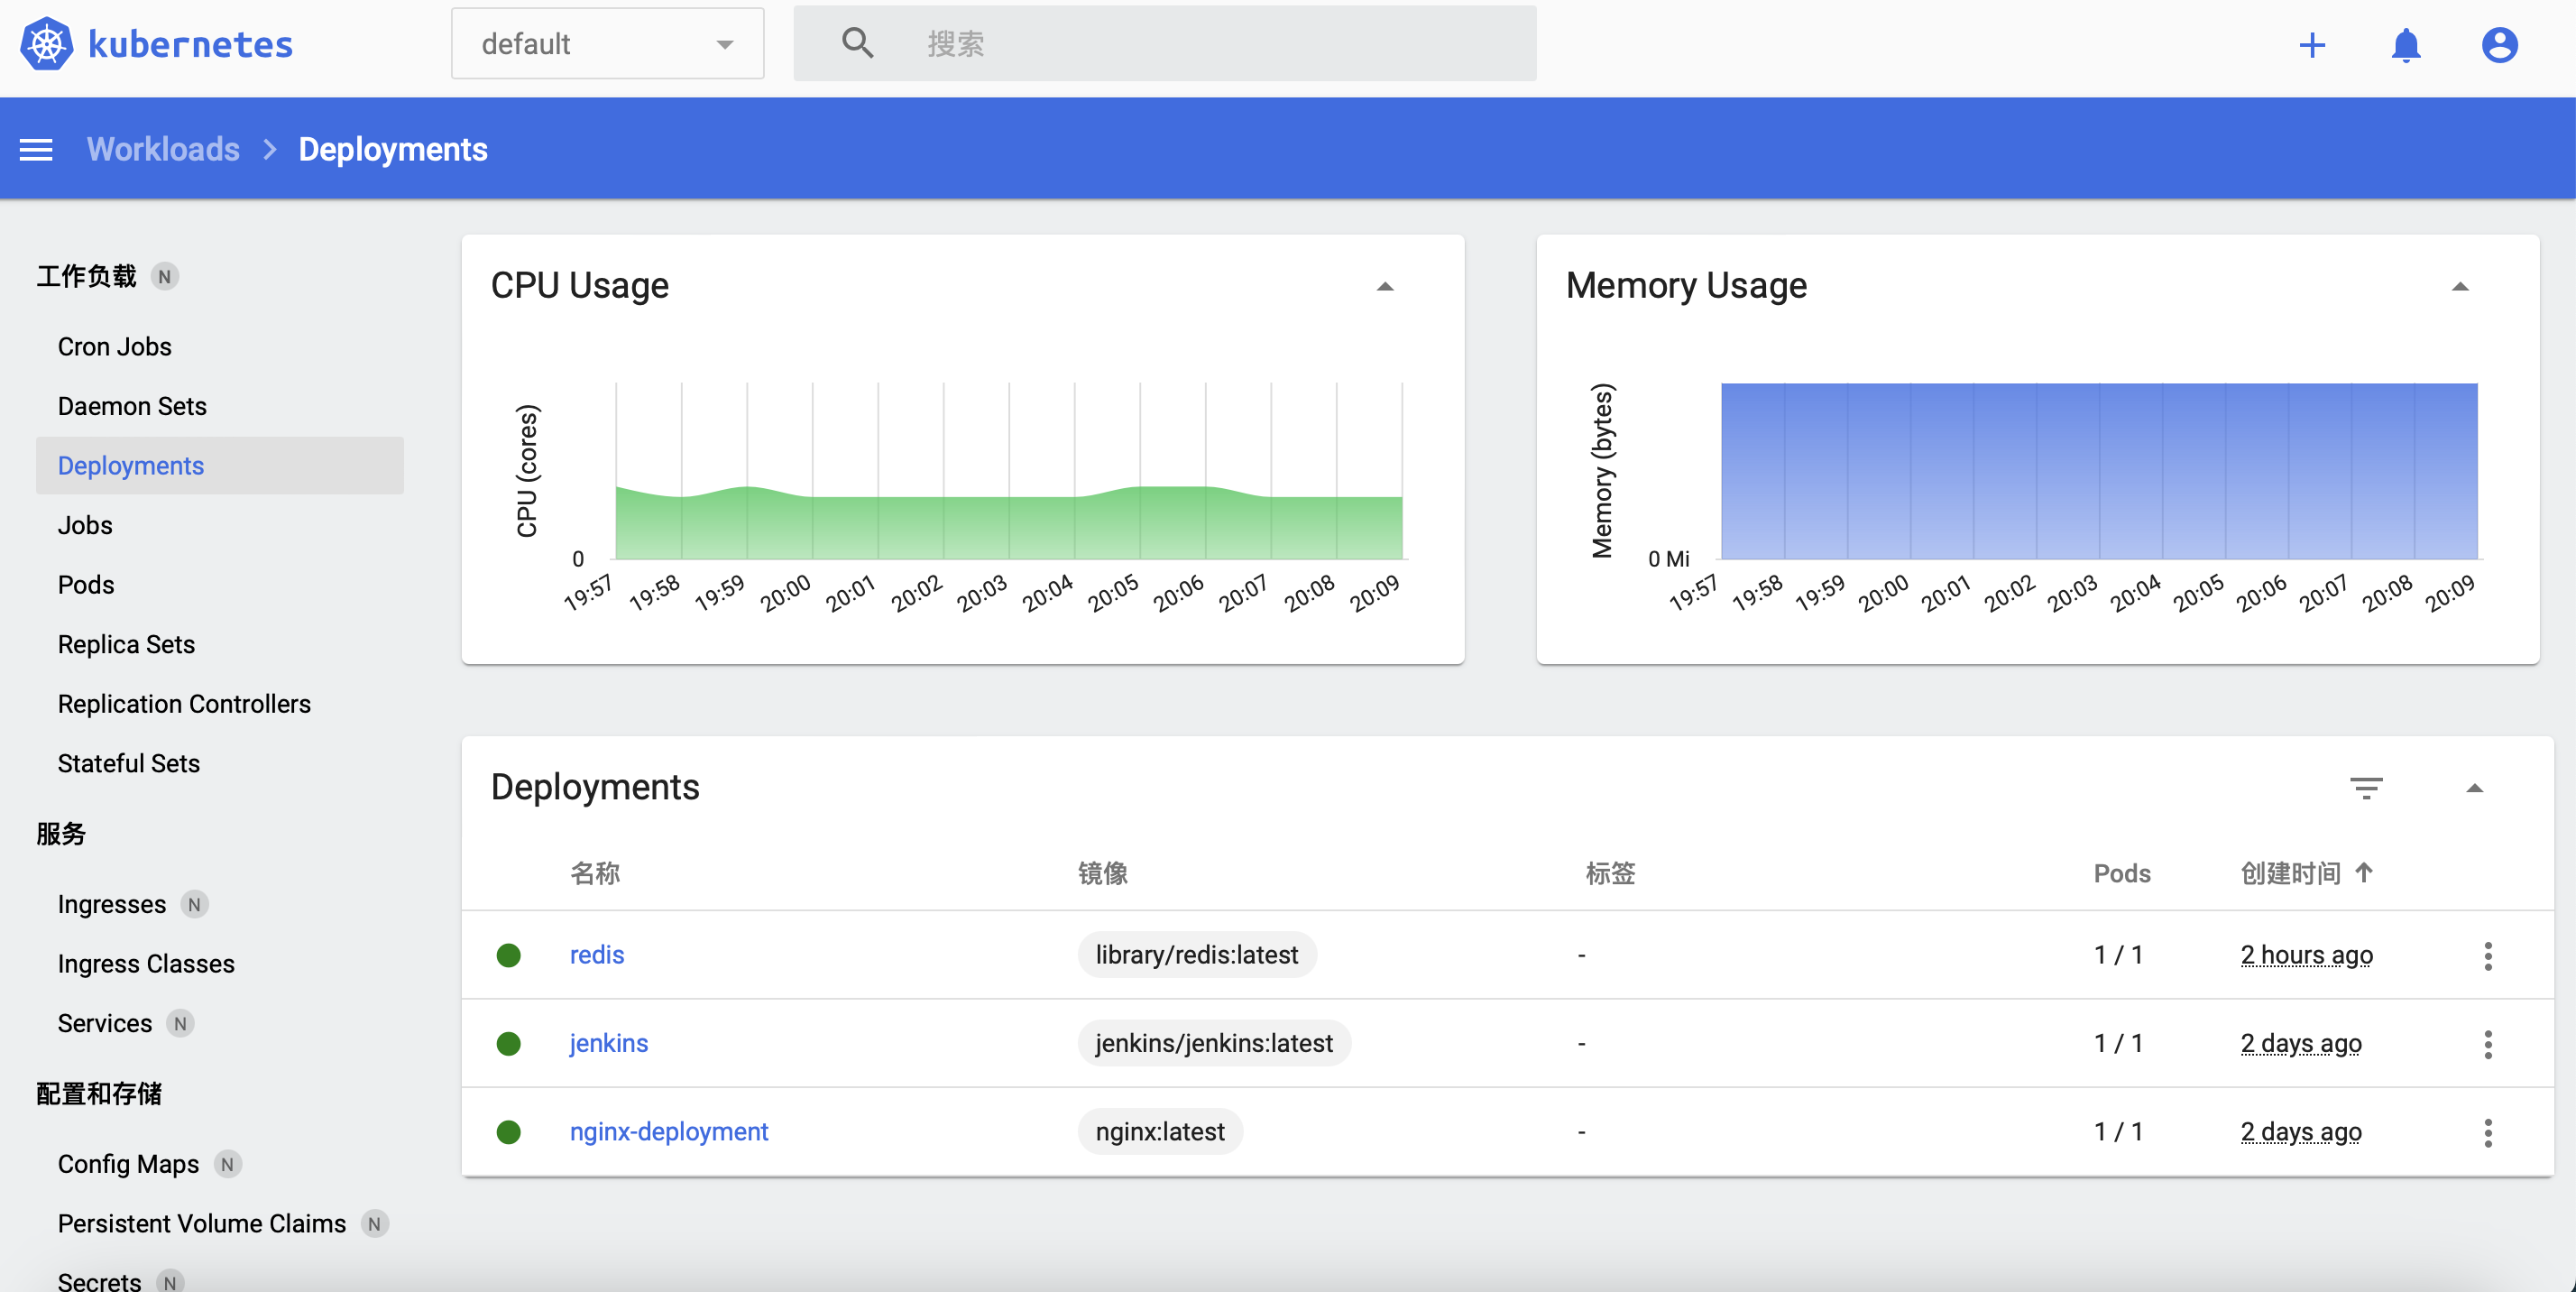 kubernetes
default
搜索
Workloads > Deployments
工作负载 N
Cron Jobs
Daemon Sets
Deployments
Jobs
Pods
Replica Sets
Replication Controllers
Stateful Sets
服务
Ingresses N
Ingress Classes
Services N
配置和存储
Config Maps N
Persistent Volume Claims N
Secrets N
CPU Usage
CPU (cores)
0
19:57 19:58 19:59 20:00 20:01 20:02 20:03 20:04 20:05 20:06 20:07 20:08 20:09
Memory Usage
Memory (bytes)
0 Mi
19:57 19:58 19:59 20:00 20:01 20:02 20:03 20:04 20:05 20:06 20:07 20:08 20:09
Deployments
名称 镜像 标签 Pods 创建时间
redis library/redis:latest - 1 / 1 2 hours ago
jenkins jenkins/jenkins:latest - 1 / 1 2 days ago
nginx-deployment nginx:latest - 1 / 1 2 days ago